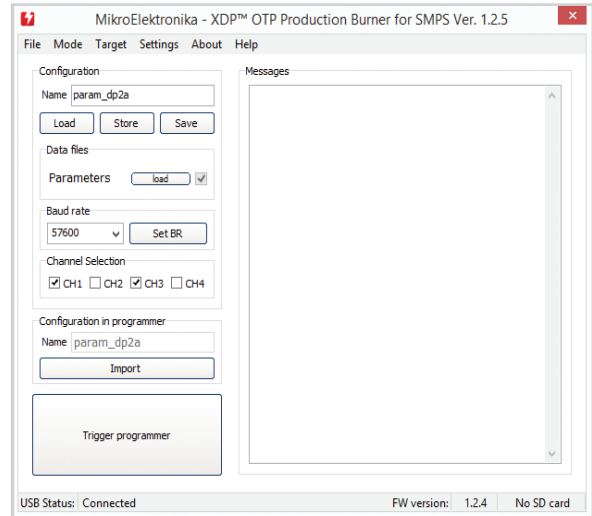 MikroElektronika - XDP™ OTP Production Burner for SMPS Ver. 1.2.5
File Mode Target Settings About Help
Configuration
Name param_dp2a
Load Store Save
Data files
Parameters load
Baud rate
57600 Set BR
Channel Selection
CH1 CH2 CH3 CH4
Configuration in programmer
Name param_dp2a
Import
Trigger programmer
Messages
USB Status: Connected FW version: 1.2.4 No SD card